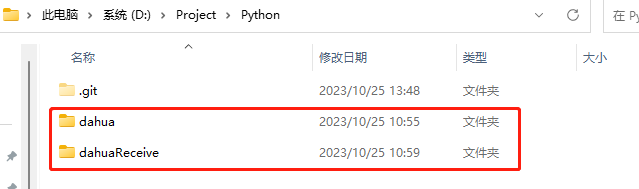 此电脑 > 系统 (D:) > Project > Python
在 Py
名称 修改日期 类型 大小
.git 2023/10/25 13:48 文件夹
dahua 2023/10/25 10:55 文件夹
dahuaReceive 2023/10/25 10:59 文件夹